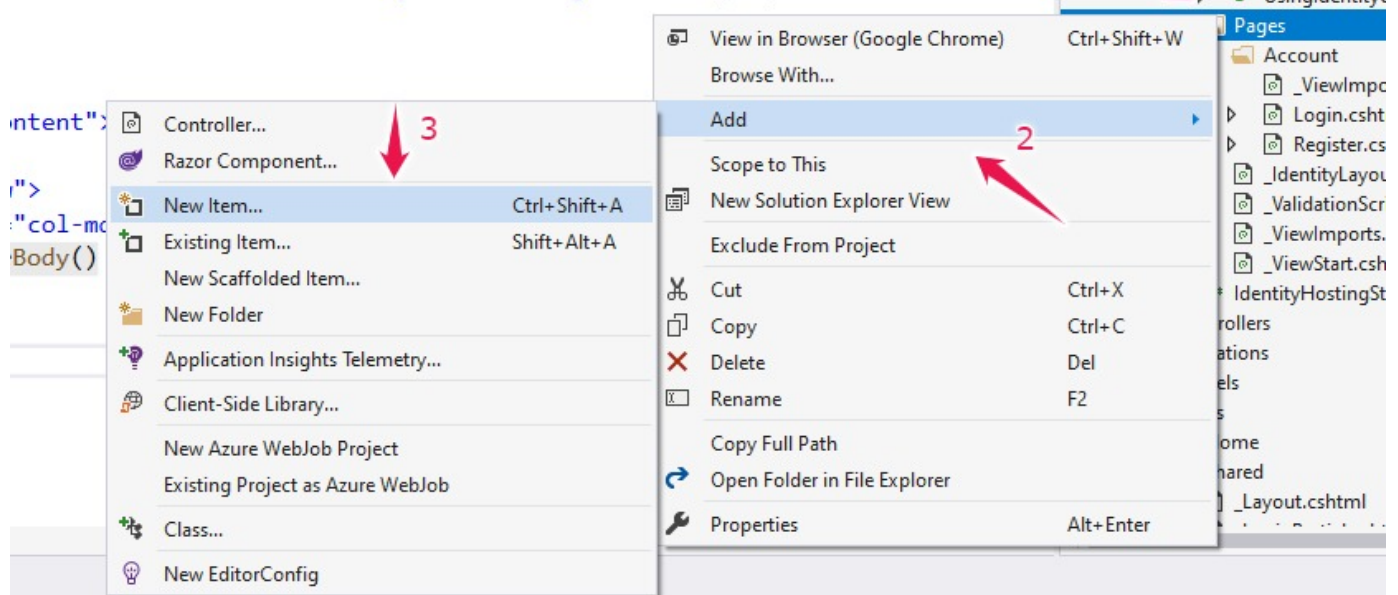 ntent">
">
="col-md
Body()
Controller...
3
Razor Component...
New Item... Ctrl+Shift+A
Existing Item... Shift+Alt+A
New Scaffolded Item...
New Folder
Application Insights Telemetry...
Client-Side Library...
New Azure WebJob Project
Existing Project as Azure WebJob
Class...
New EditorConfig
View in Browser (Google Chrome) Ctrl+Shift+W
Browse With...
Add
2
Scope to This
New Solution Explorer View
Exclude From Project
Cut Ctrl+X
Copy Ctrl+C
Delete Del
Rename F2
Copy Full Path
Open Folder in File Explorer
Properties Alt+Enter
Pages
Account
_ViewImpo
Login.csht
Register.cs
_IdentityLayou
_ValidationScr
_ViewImports.
_ViewStart.csh
IdentityHostingSt
rollers
ations
els
s
ome
hared
_Layout.cshtml